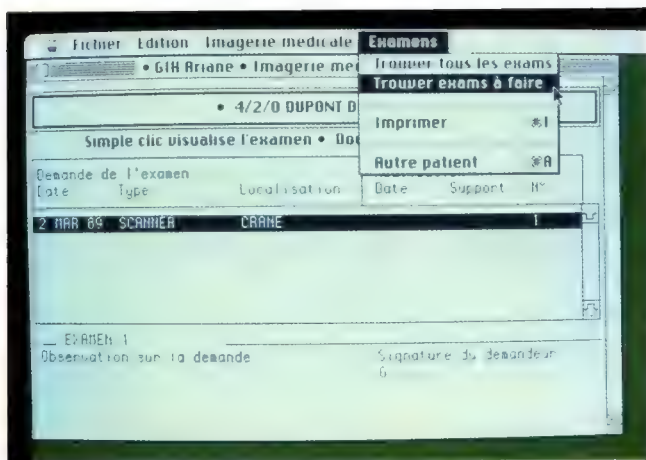 Fichier Edition Imagerie medicale Examens
• GIH Ariane • Imagerie me
Trouver tous les exams
Trouver exams à faire
Imprimer ⌘I
Autre patient ⌘A
• 4/2/0 DUPONT D
Simple clic visualise l'examen •
Demande de l'examen
Date Type Localisation Date Support N°
2 MAR 89 SCANNER CRANE 1
EXAMEN 1
Observation sur la demande Signature du demandeur
G